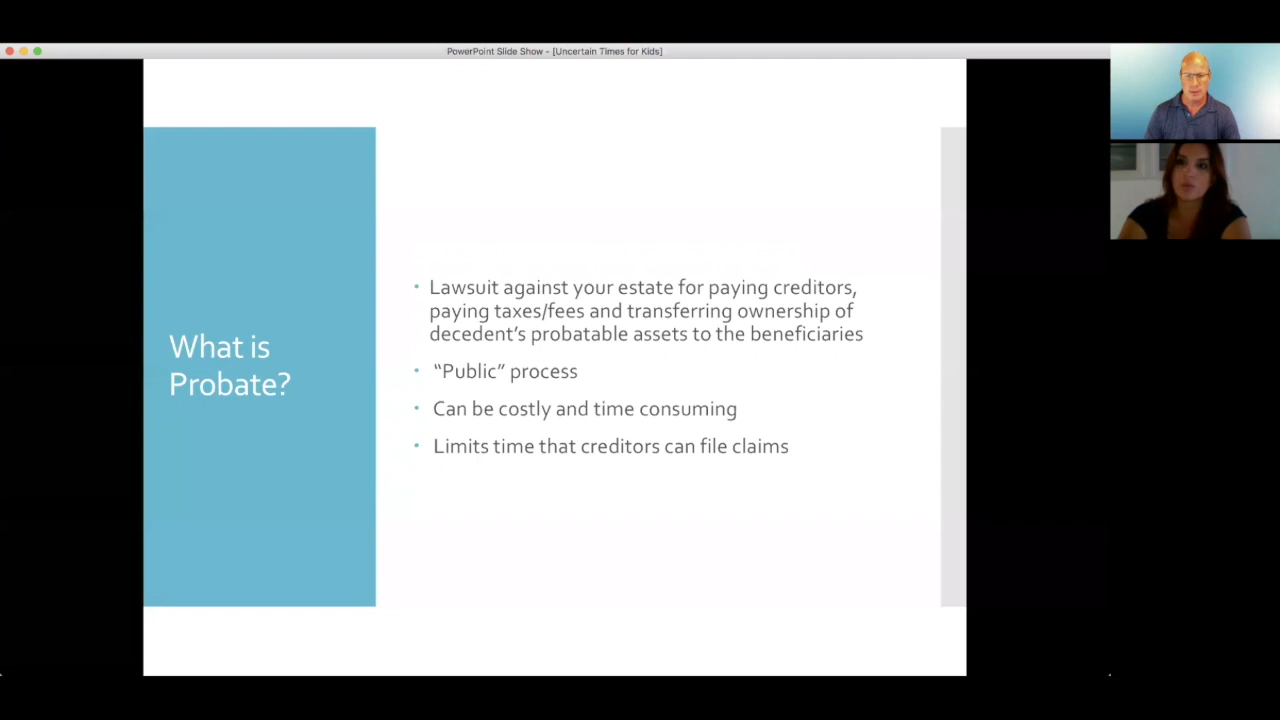 PowerPoint Slide Show - [Uncertain Times for Kids]
What is
Probate?
• Lawsuit against your estate for paying creditors,
paying taxes/fees and transferring ownership of
decedent’s probatable assets to the beneficiaries
• “Public” process
• Can be costly and time consuming
• Limits time that creditors can file claims